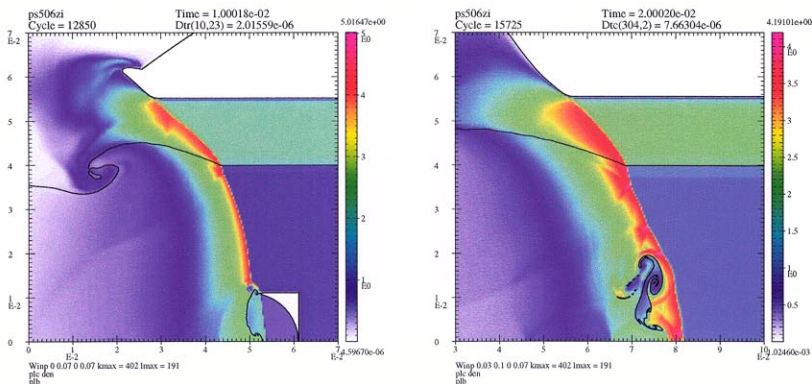 ps506zi
Cycle = 12850
Time = 1.00018e-02
Dtr(10,23) = 2.01559e-06
5.01647e+00
E-2
7
6
5
4
3
2
1
E-2
0
0
1
E-2
2
3
4
5
6
7
E-2
5
E0
4
3
2
1
E0
4.59670e-06
Winp 0 0.07 0 0.07 kmax = 402 lmax = 191
plc den
plb
ps506zi
Cycle = 15725
Time = 2.00020e-02
Dtc(304,2) = 7.66304e-06
4.19101e+00
E-2
7
6
5
4
3
2
1
E-2
0
3
E-2
4
5
6
7
8
9
10
E-2
4
E0
3.5
3
2.5
2
1.5
1
E0
0.5
Winp 0.03 0.1 0 0.07 kmax = 402 lmax = 191
plc den
plb